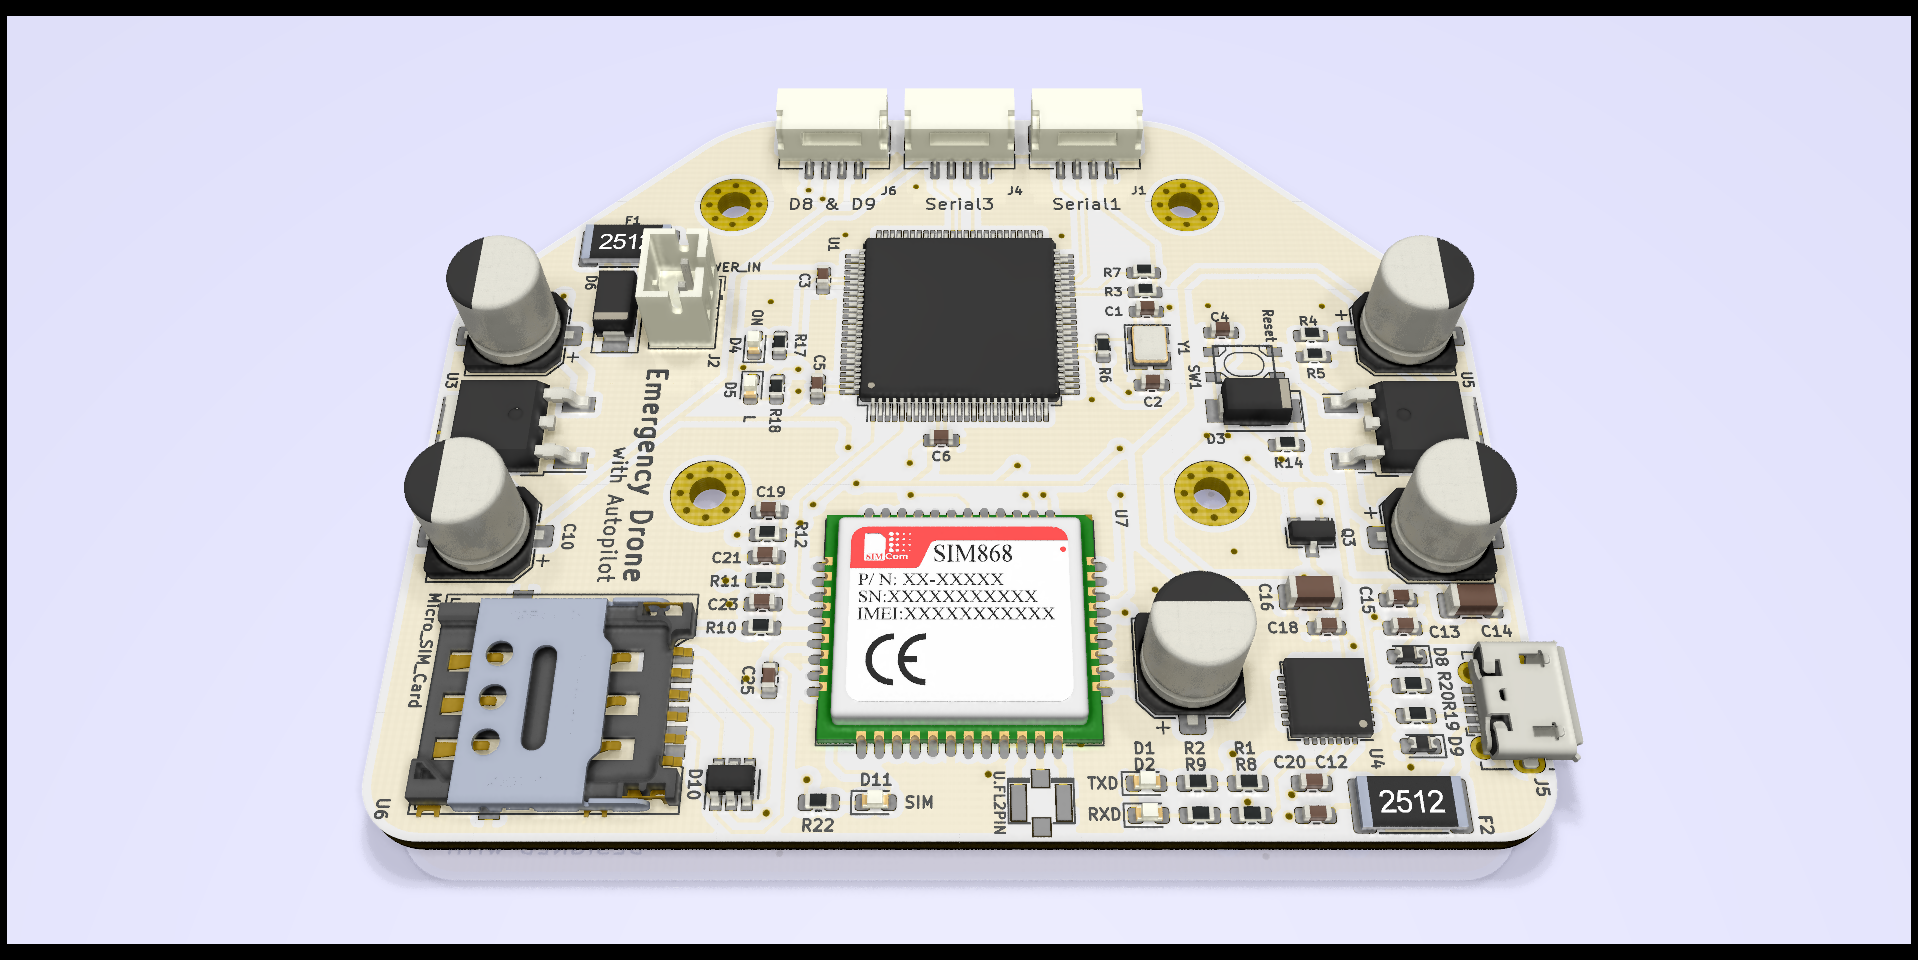 J6
J4
J1
D8 & D9
Serial3
Serial1
F1
2512
U1
D6
C3
R7
R3
C1
ON
D4
R17
J2
C5
D5
R18
L
R6
Y1
C2
C4
Reset
R4
R5
SW1
D3
R14
U3
U5
C6
Emergency Drone
with Autopilot
C10
C19
R12
C21
R11
C23
R10
C25
U7
SIMCom
SIM868
P/ N: XX-XXXXX
SN:XXXXXXXXXXX
IMEI:XXXXXXXXXXX
CE
Q3
C16
C18
C15
C13
C14
Micro_SIM_Card
D8
R20
R19
D9
U6
D10
D11
SIM
R22
U.FL2PIN
D1
D2
R2
R9
R1
R8
C20
C12
TXD
RXD
U4
2512
F2
J5